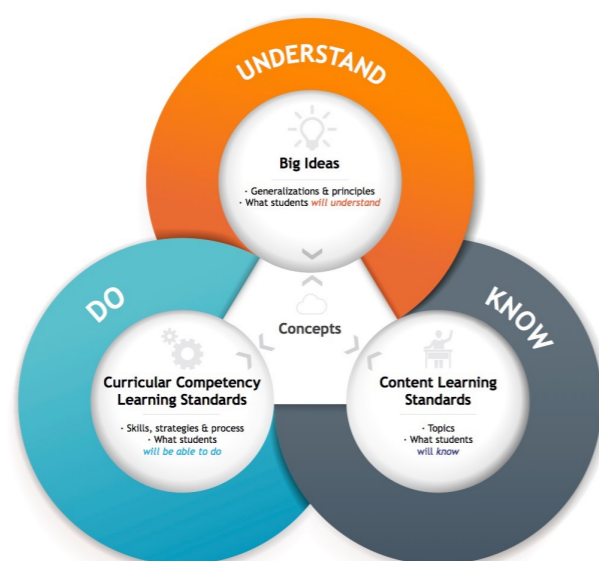 UNDERSTAND
Big Ideas
· Generalizations & principles
· What students will understand
Concepts
DO
Curricular Competency
Learning Standards
· Skills, strategies & process
· What students
will be able to do
KNOW
Content Learning
Standards
· Topics
· What students
will know